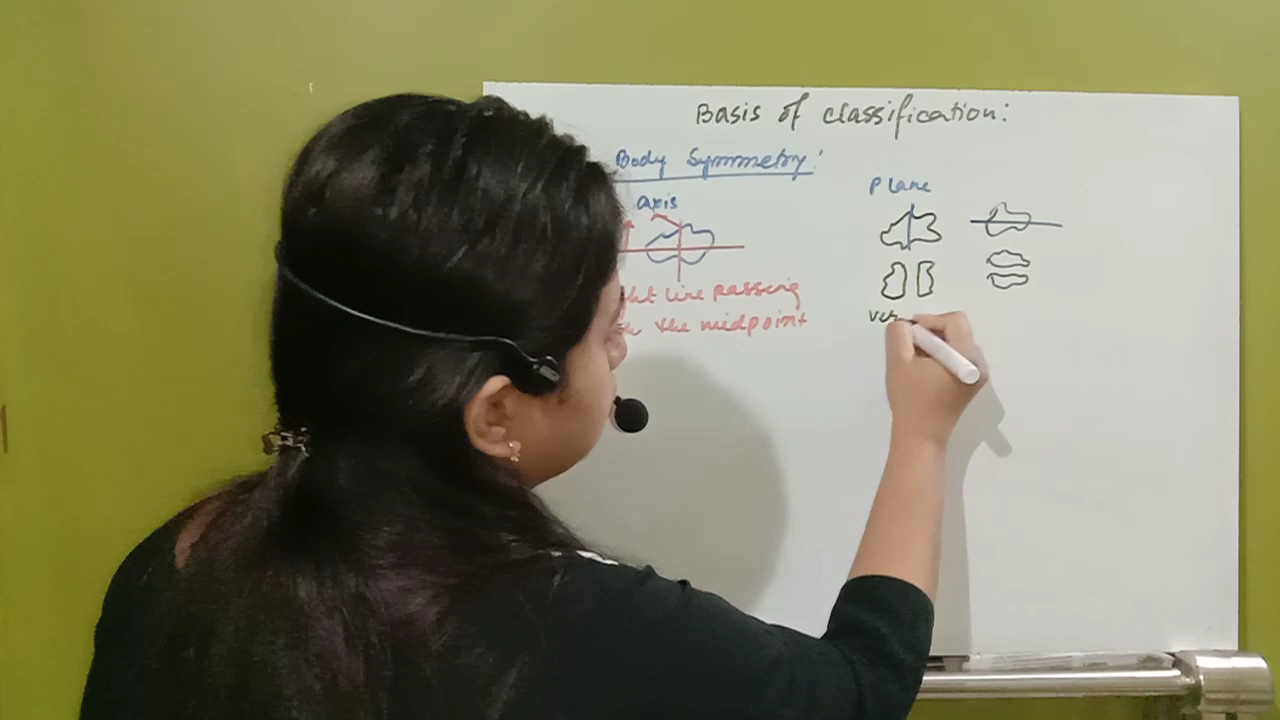 Basis of classification:
Body Symmetry:
axis
Plane
line passing
the midpoint